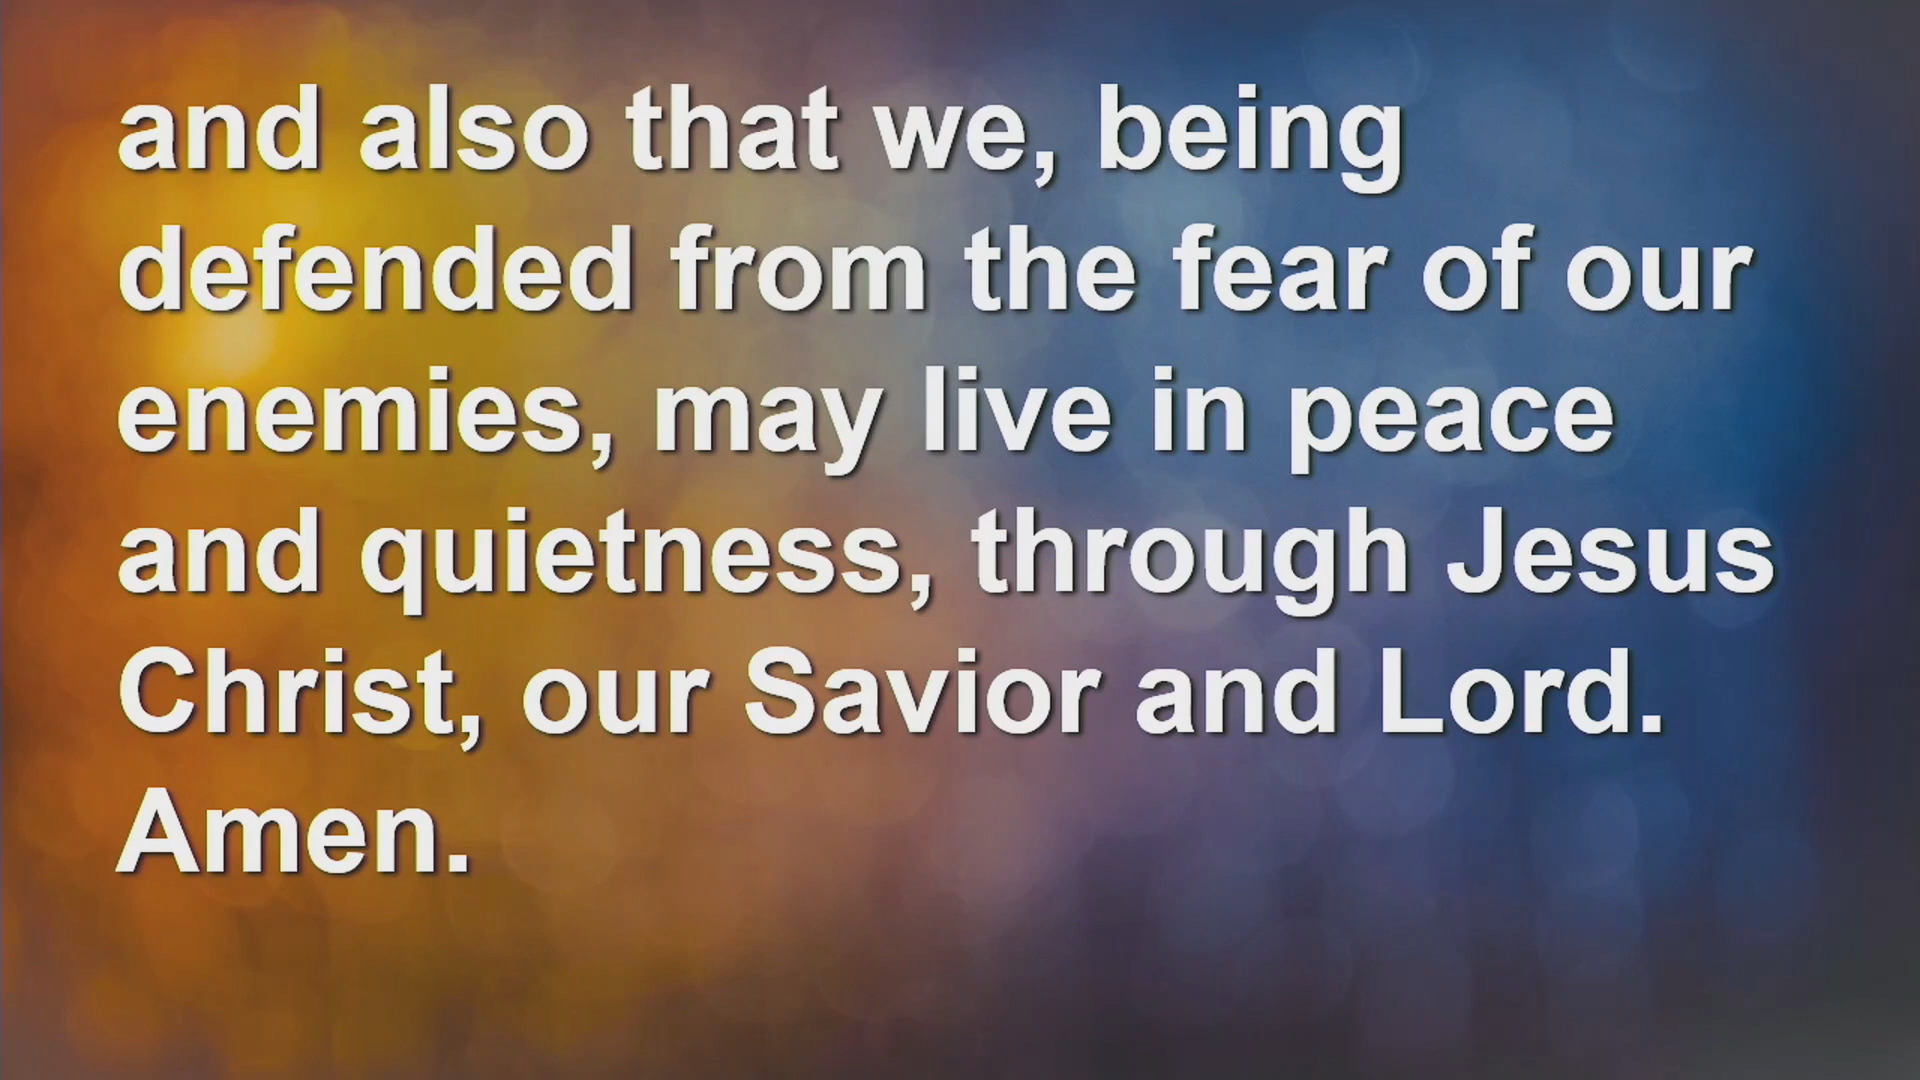 and also that we, being
defended from the fear of our
enemies, may live in peace
and quietness, through Jesus
Christ, our Savior and Lord.
Amen.